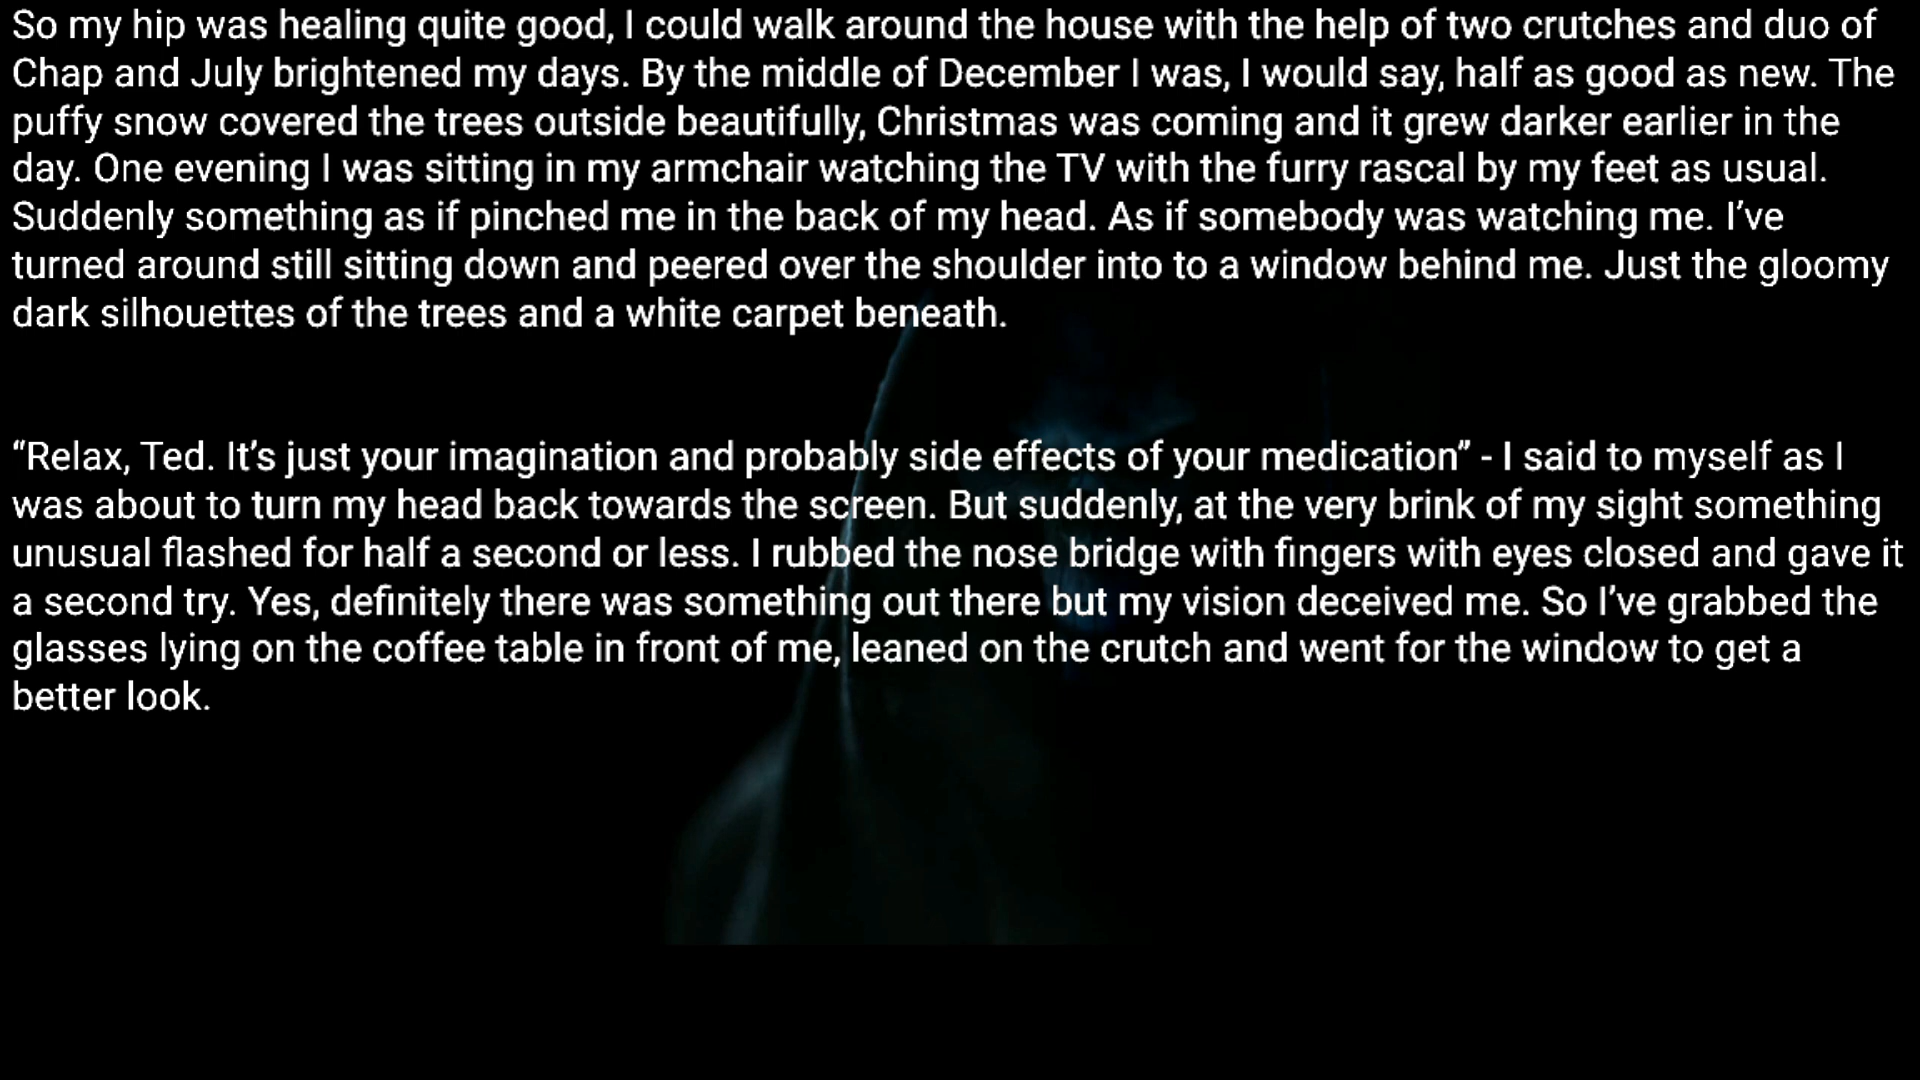 So my hip was healing quite good, I could walk around the house with the help of two crutches and duo of
Chap and July brightened my days. By the middle of December I was, I would say, half as good as new. The
puffy snow covered the trees outside beautifully, Christmas was coming and it grew darker earlier in the
day. One evening I was sitting in my armchair watching the TV with the furry rascal by my feet as usual.
Suddenly something as if pinched me in the back of my head. As if somebody was watching me. I’ve
turned around still sitting down and peered over the shoulder into to a window behind me. Just the gloomy
dark silhouettes of the trees and a white carpet beneath.
“Relax, Ted. It’s just your imagination and probably side effects of your medication” - I said to myself as I
was about to turn my head back towards the screen. But suddenly, at the very brink of my sight something
unusual flashed for half a second or less. I rubbed the nose bridge with fingers with eyes closed and gave it
a second try. Yes, definitely there was something out there but my vision deceived me. So I’ve grabbed the
glasses lying on the coffee table in front of me, leaned on the crutch and went for the window to get a
better look.